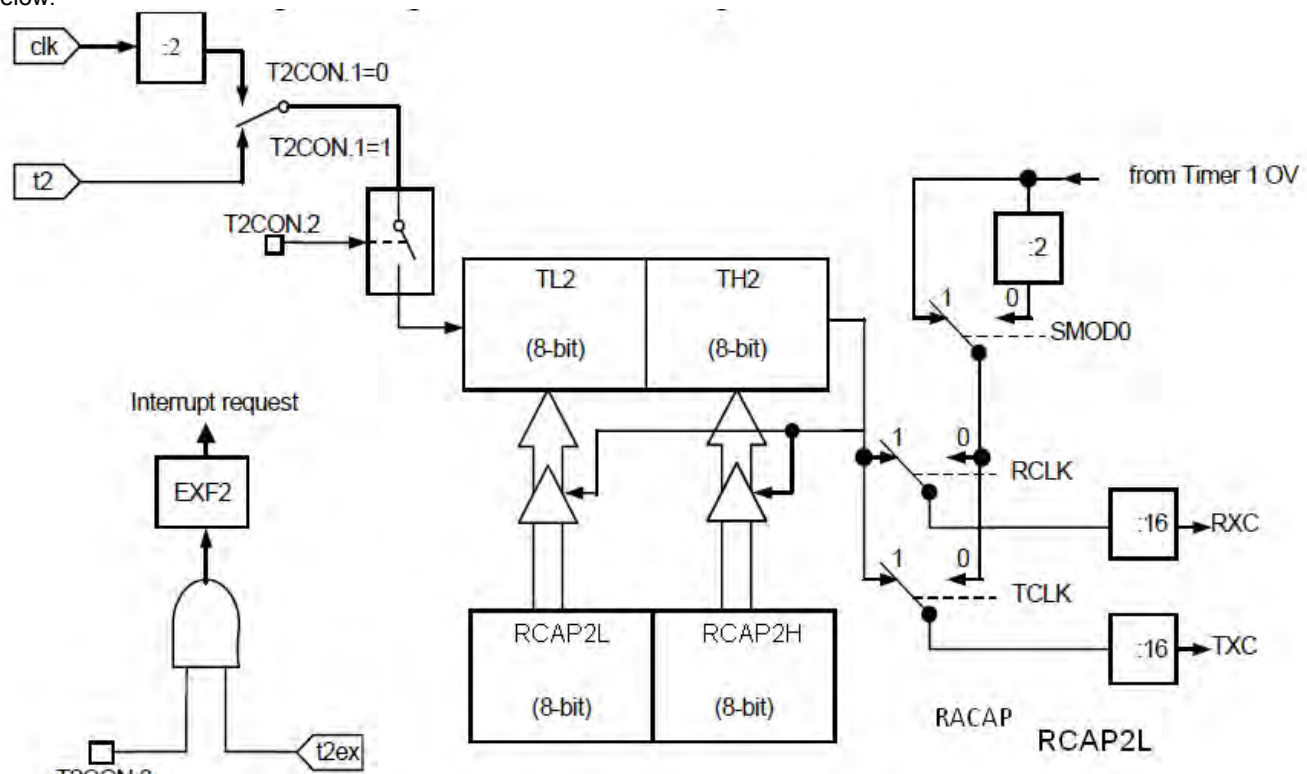 elow.
clk
:2
T2CON.1=0
T2CON.1=1
t2
from Timer 1 OV
T2CON.2
:2
TL2
TH2
1
0
SMOD0
(8-bit)
(8-bit)
Interrupt request
1
0
RCLK
EXF2
:16
RXC
1
0
TCLK
RCAP2L
RCAP2H
:16
TXC
(8-bit)
(8-bit)
RACAP
RCAP2L
t2ex